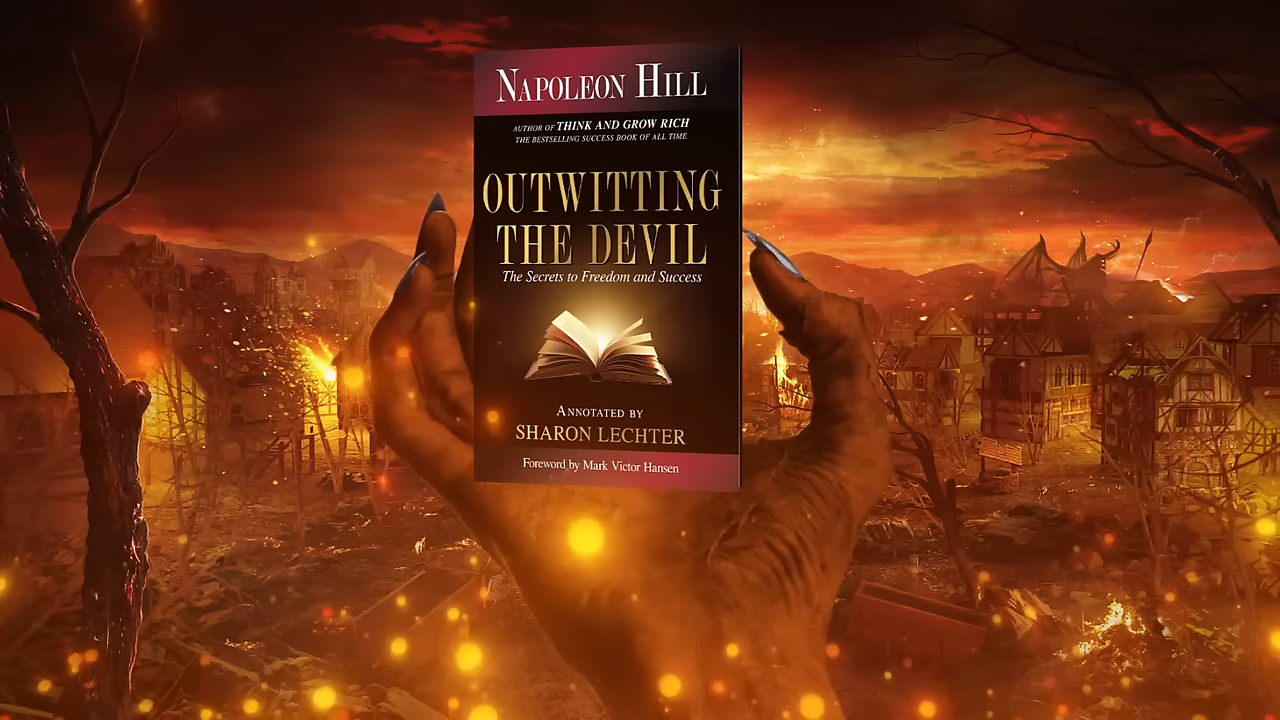 NAPOLEON HILL
AUTHOR OF THINK AND GROW RICH
THE BESTSELLING SUCCESS BOOK OF ALL TIME
OUTWITTING
THE DEVIL
The Secrets to Freedom and Success
ANNOTATED BY
SHARON LECHTER
Foreword by Mark Victor Hansen